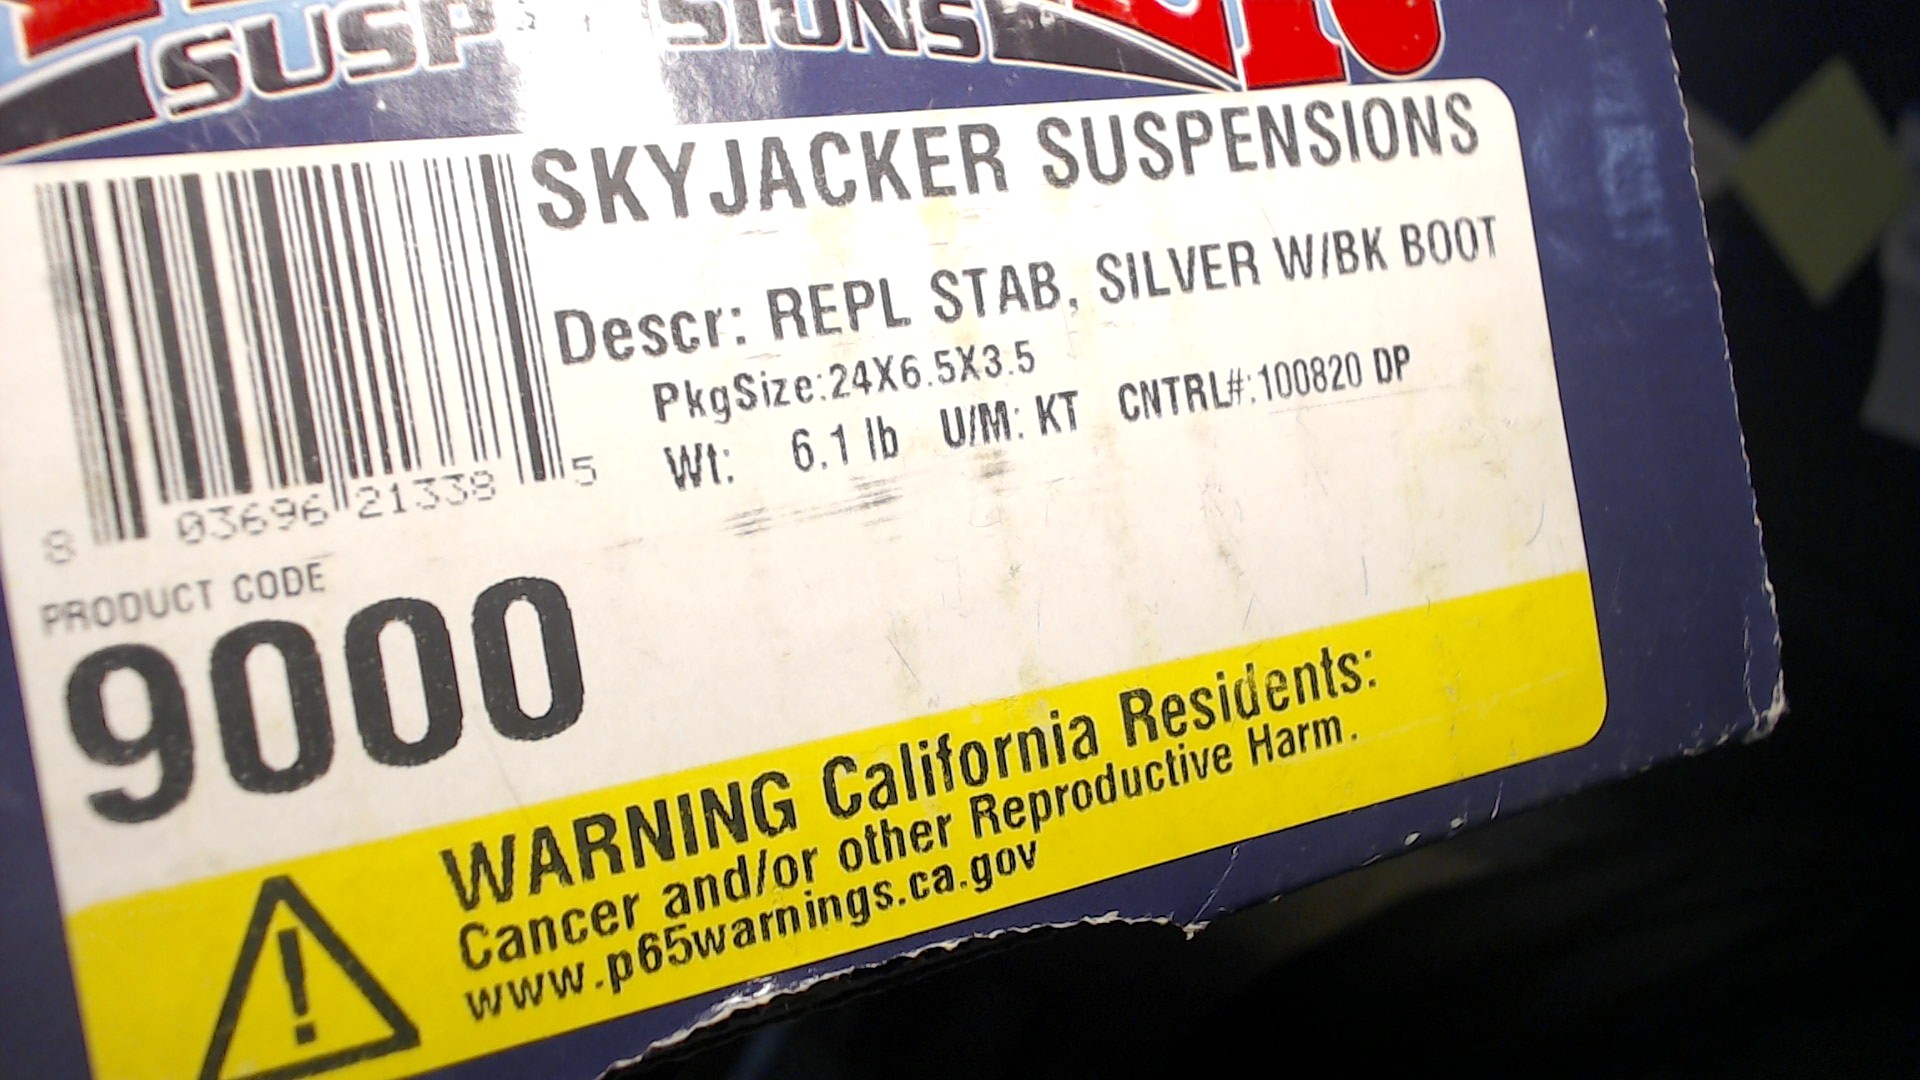 SUSPENSIONS
SKYJACKER SUSPENSIONS
Descr: REPL STAB, SILVER W/BK BOOT
PkgSize:24X6.5X3.5
Wt: 6.1 lb U/M: KT CNTRL#:100820 DP
8 03696 21338 5
PRODUCT CODE
9000
WARNING California Residents:
Cancer and/or other Reproductive Harm.
www.p65warnings.ca.gov